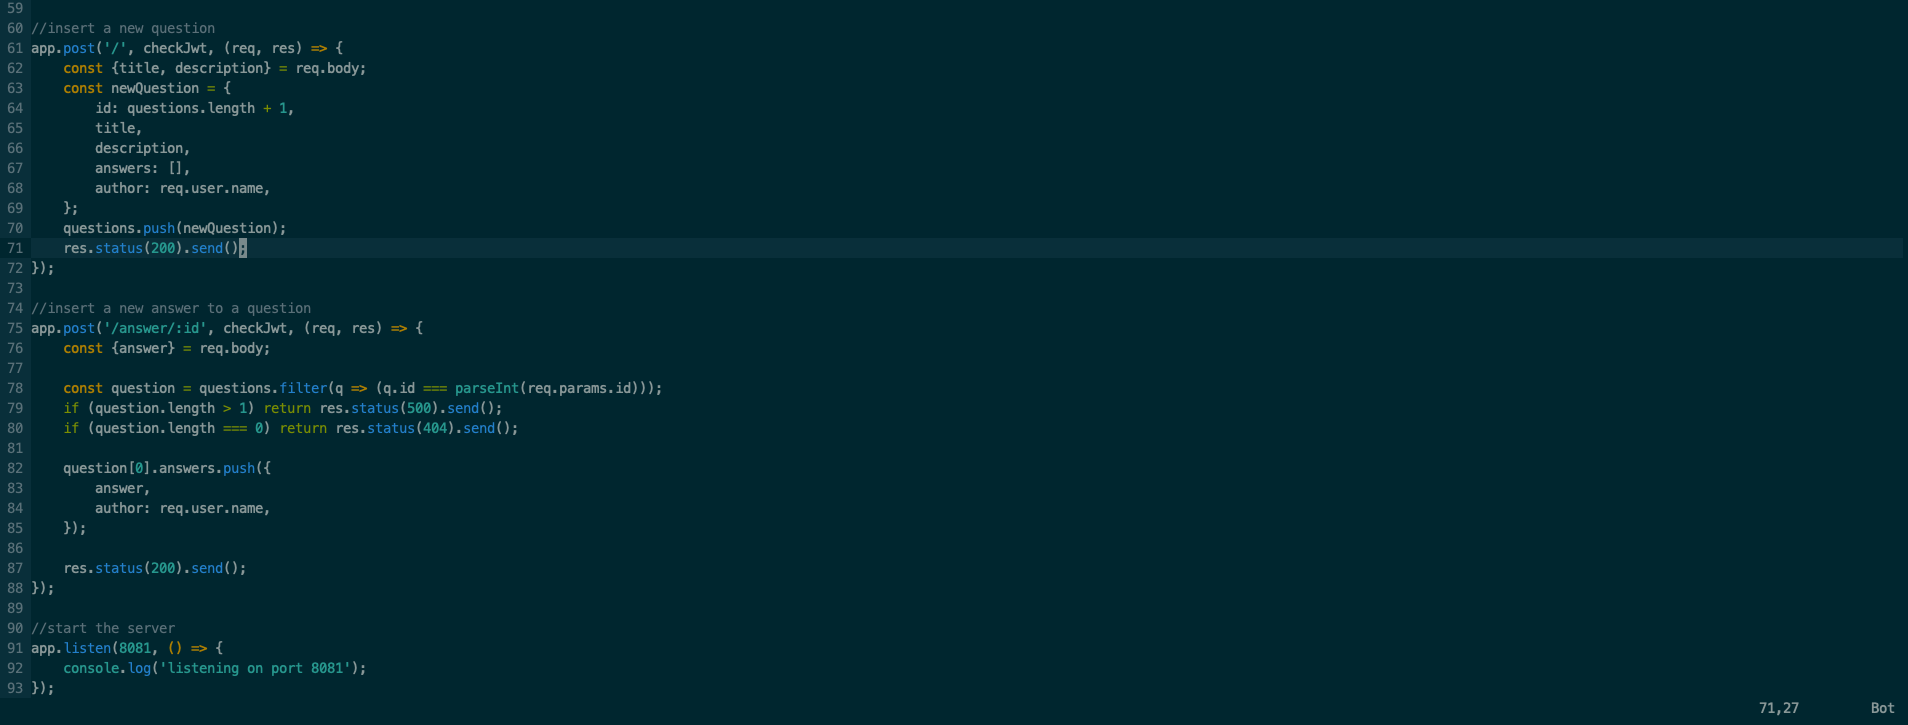 59
60 //insert a new question
61 app.post('/', checkJwt, (req, res) => {
62     const {title, description} = req.body;
63     const newQuestion = {
64         id: questions.length + 1,
65         title,
66         description,
67         answers: [],
68         author: req.user.name,
69     };
70     questions.push(newQuestion);
71     res.status(200).send();
72 });
73
74 //insert a new answer to a question
75 app.post('/answer/:id', checkJwt, (req, res) => {
76     const {answer} = req.body;
77
78     const question = questions.filter(q => (q.id === parseInt(req.params.id)));
79     if (question.length > 1) return res.status(500).send();
80     if (question.length === 0) return res.status(404).send();
81
82     question[0].answers.push({
83         answer,
84         author: req.user.name,
85     });
86
87     res.status(200).send();
88 });
89
90 //start the server
91 app.listen(8081, () => {
92     console.log('listening on port 8081');
93 });
71,27 Bot